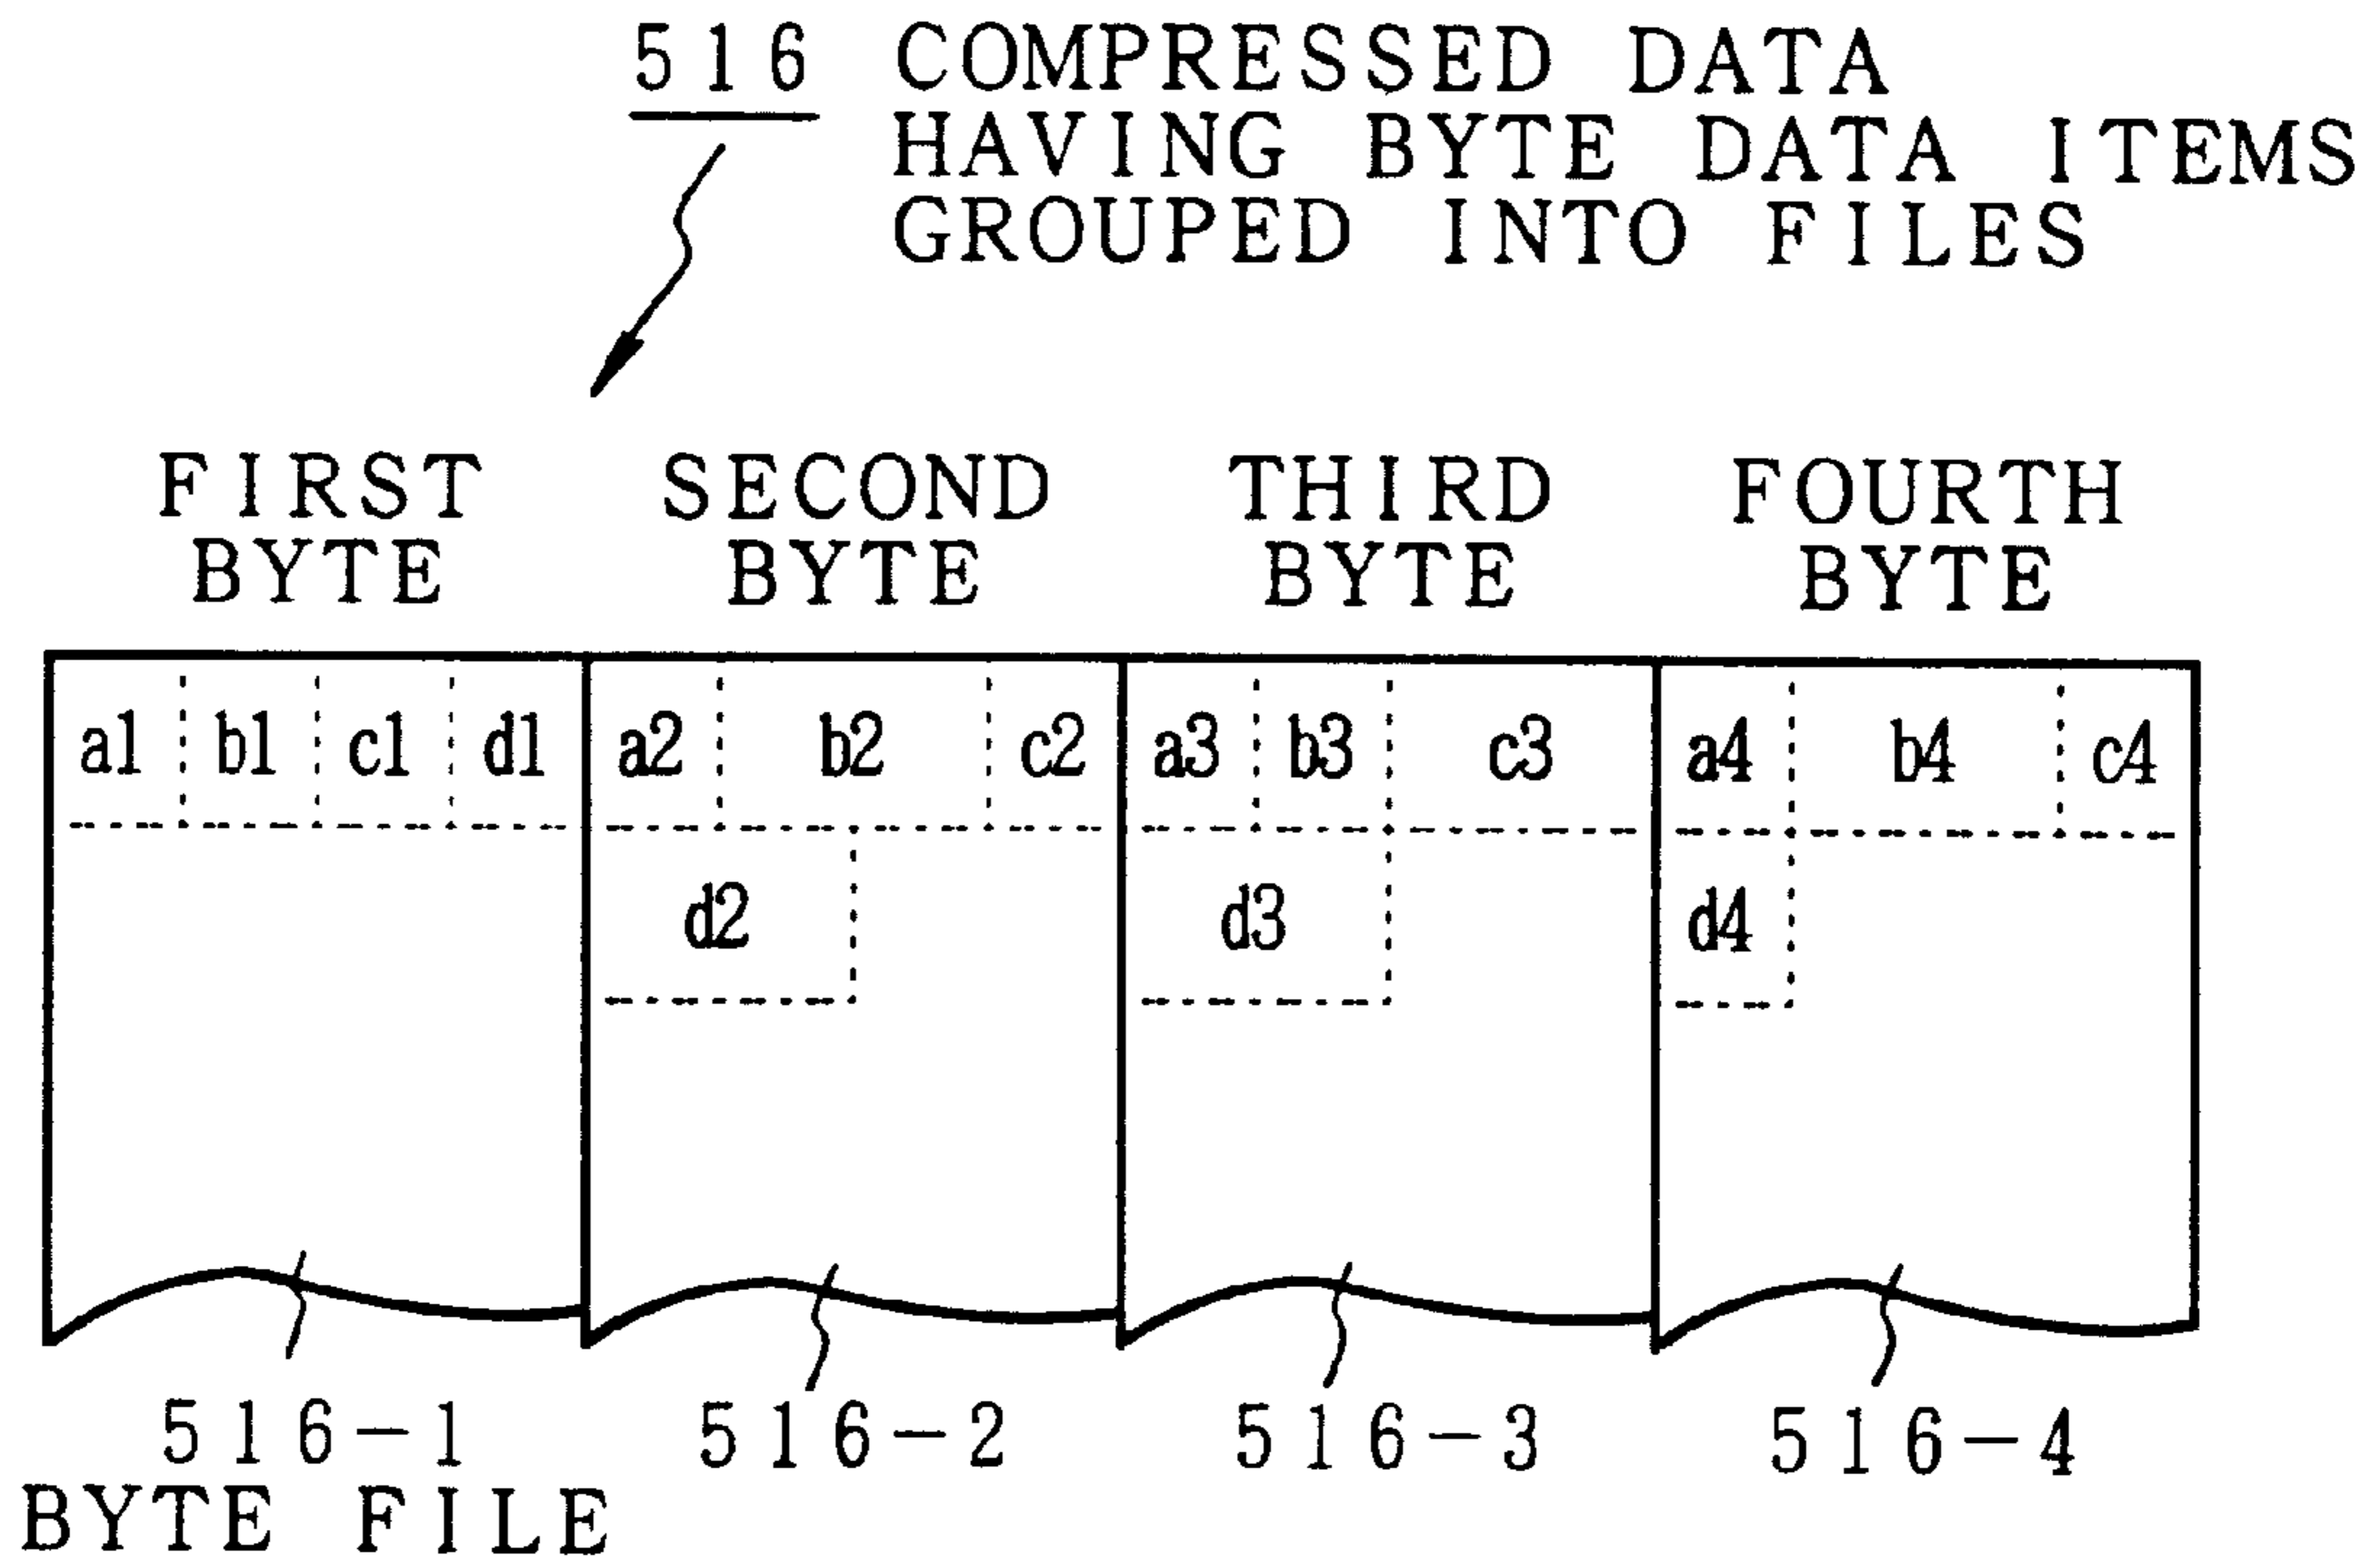 516 COMPRESSED DATA
HAVING BYTE DATA ITEMS
GROUPED INTO FILES
FIRST BYTE
SECOND BYTE
THIRD BYTE
FOURTH BYTE
a1 b1 c1 d1 a2 b2 c2 a3 b3 c3 a4 b4 c4
d2 d3 d4
516-1 516-2 516-3 516-4
BYTE FILE